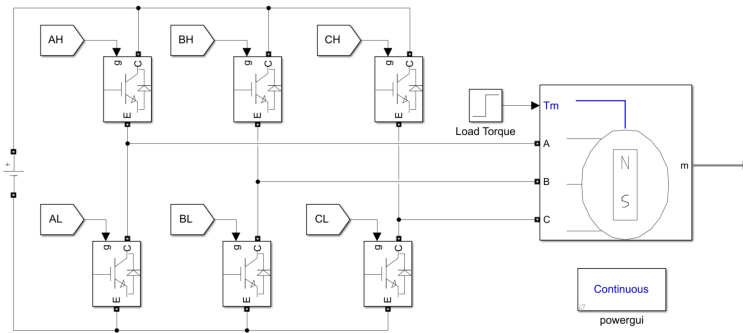 AH
BH
CH
g C
g C
g C
E
E
E
Load Torque
Tm
A
B
C
m
N
S
+
AL
BL
CL
g C
g C
g C
E
E
E
Continuous
powergui